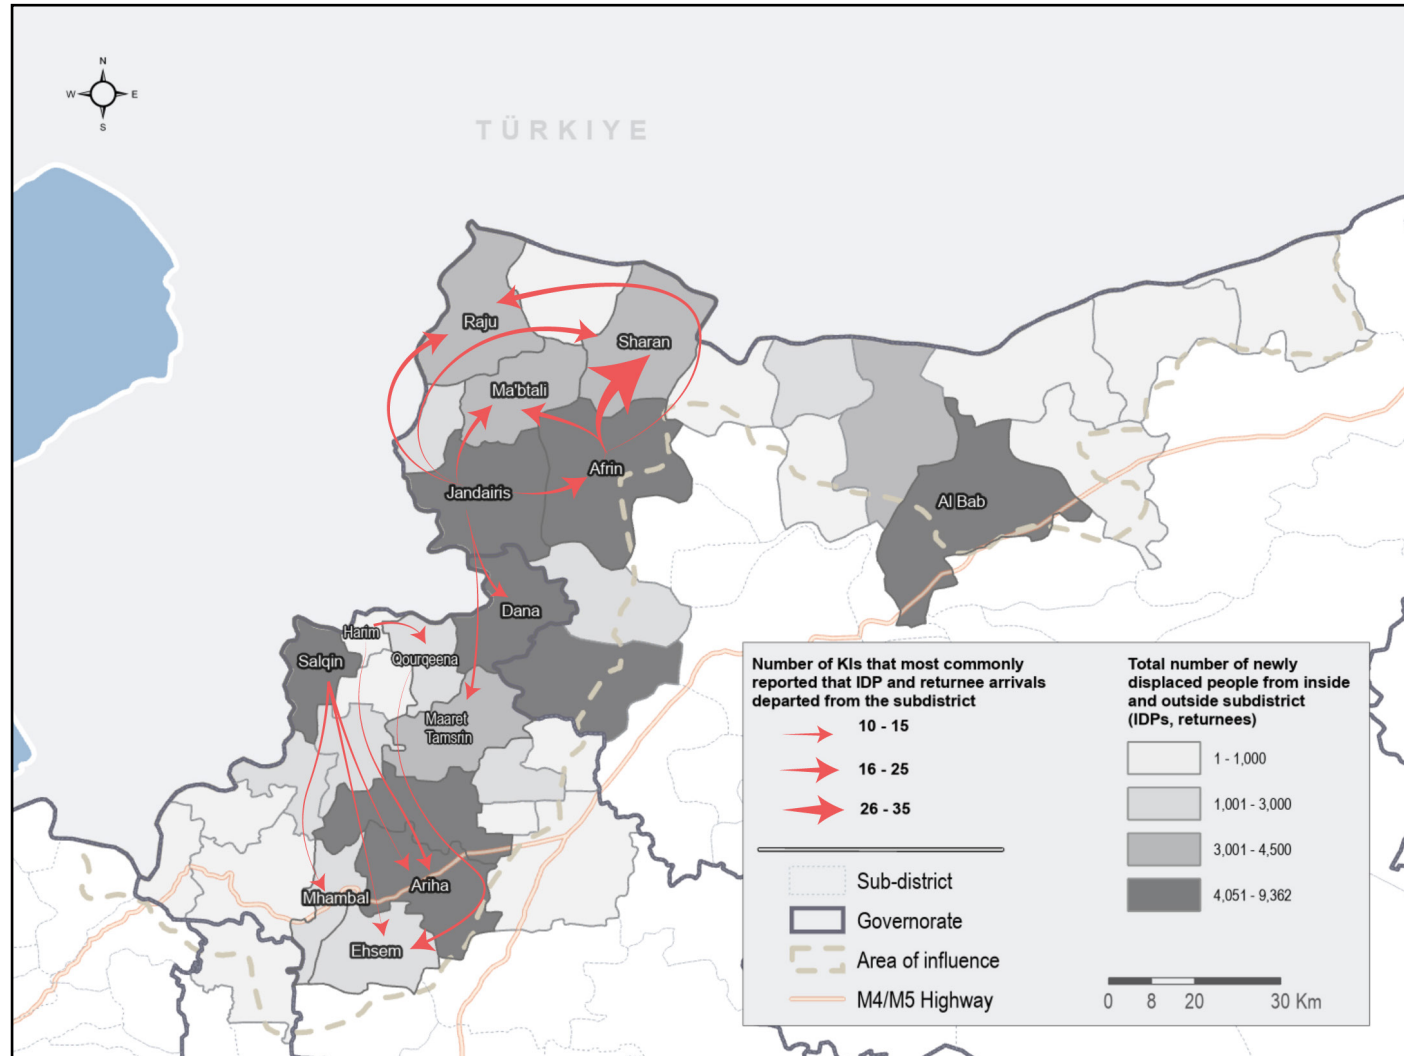 N
W E
S
TÜRKIYE
Raju
Sharan
Ma'btali
Afrin
Jandairis
Al Bab
Dana
Harim
Salqin
Qourqeena
Maaret
Tamsrin
Ariha
Mhambal
Ehsem
Number of KIs that most commonly
reported that IDP and returnee arrivals
departed from the subdistrict
10 - 15
16 - 25
26 - 35
Sub-district
Governorate
Area of influence
M4/M5 Highway
Total number of newly
displaced people from inside
and outside subdistrict
(IDPs, returnees)
1 - 1,000
1,001 - 3,000
3,001 - 4,500
4,051 - 9,362
0 8 20 30 Km